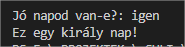 Jó napod van-e?: igen
Ez egy király nap!